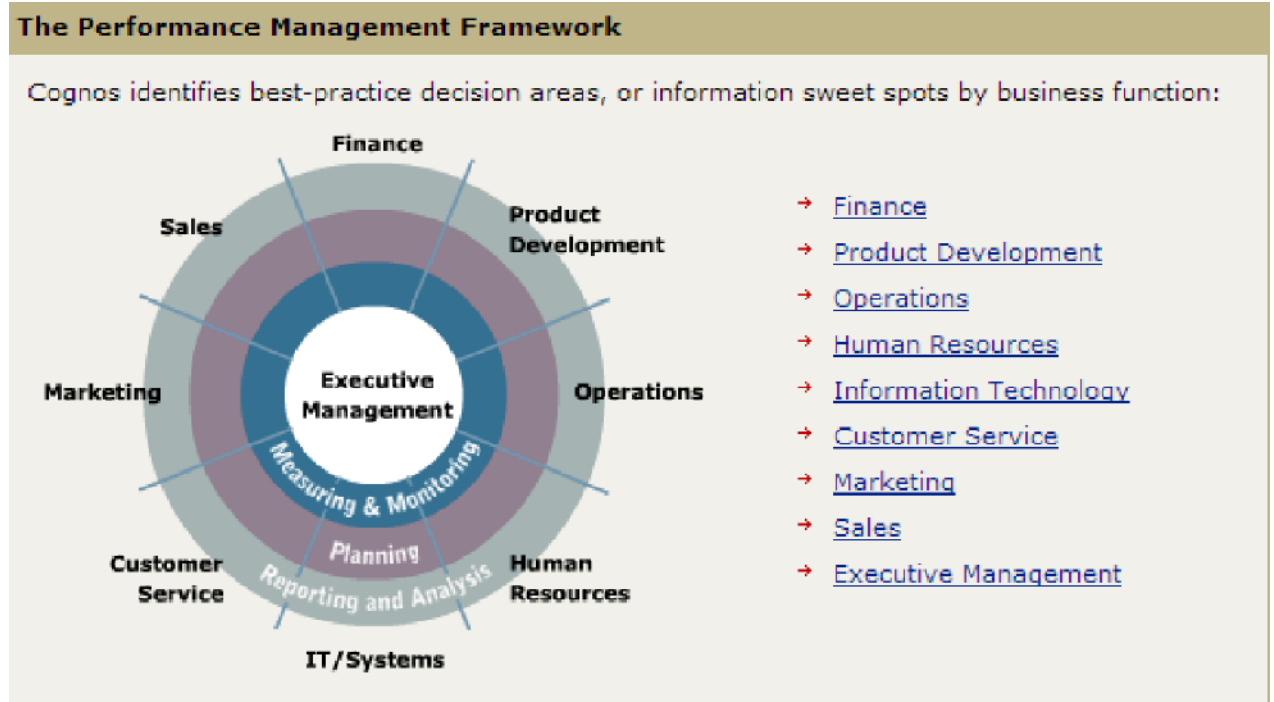 The Performance Management Framework
Cognos identifies best-practice decision areas, or information sweet spots by business function:
Finance
Sales
Product
Development
Marketing
Executive
Management
Operations
Measuring & Monitoring
Planning
Reporting and Analysis
Customer
Service
Human
Resources
IT/Systems
Finance
Product Development
Operations
Human Resources
Information Technology
Customer Service
Marketing
Sales
Executive Management